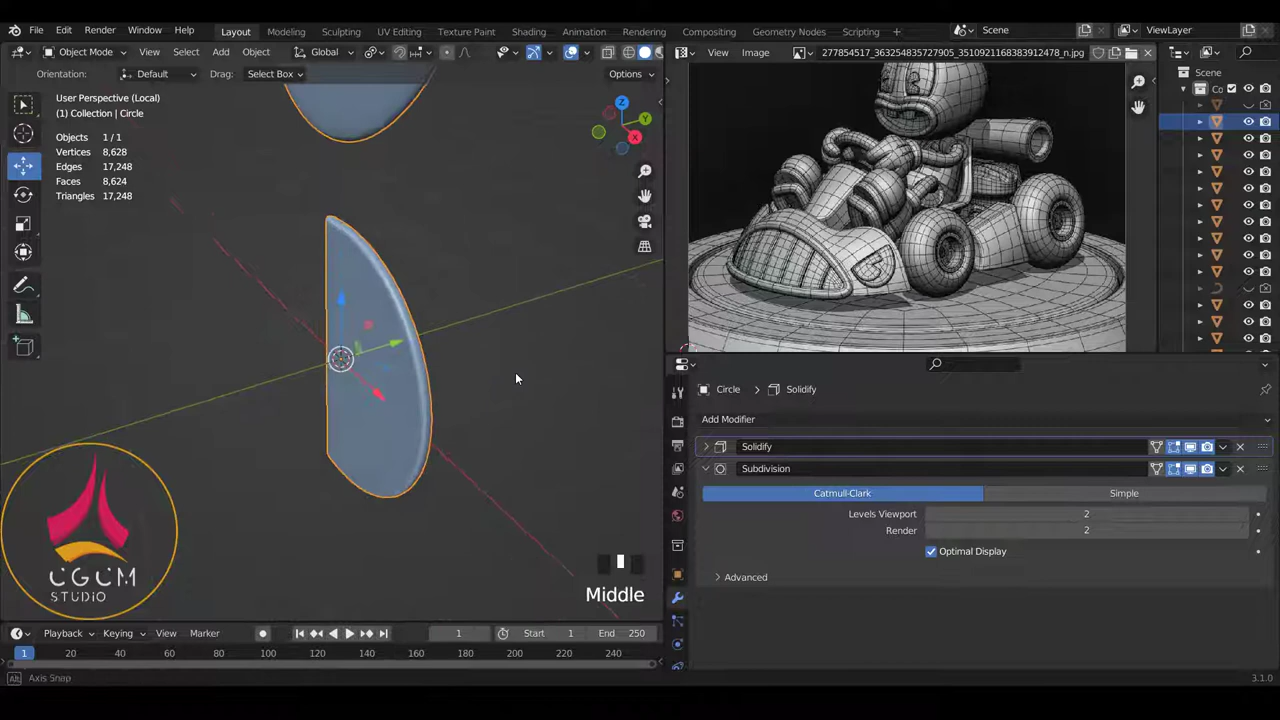 File Edit Render Window Help Layout Modeling Sculpting UV Editing Texture Paint Shading Animation Rendering Compositing Geometry Nodes Scripting Scene ViewLayer
Object Mode View Select Add Object Global View Image 277854517_363254835727905_3510921168383912478_n.jpg
Orientation: Default Drag: Select Box Options Scene
User Perspective (Local) Co
(1) Collection | Circle
Objects 1 / 1
Vertices 8,628
Edges 17,248
Faces 8,624
Triangles 17,248
Z
Y
X
Circle > Solidify
Add Modifier
Solidify
Subdivision
Catmull-Clark Simple
Levels Viewport 2
Render 2
Optimal Display
Advanced
CGCM
STUDIO
Middle
Playback Keying View Marker 1 Start 1 End 250
1 20 40 60 80 100 120 140 160 180 200 220 240
Alt Axis Snap 3.1.0